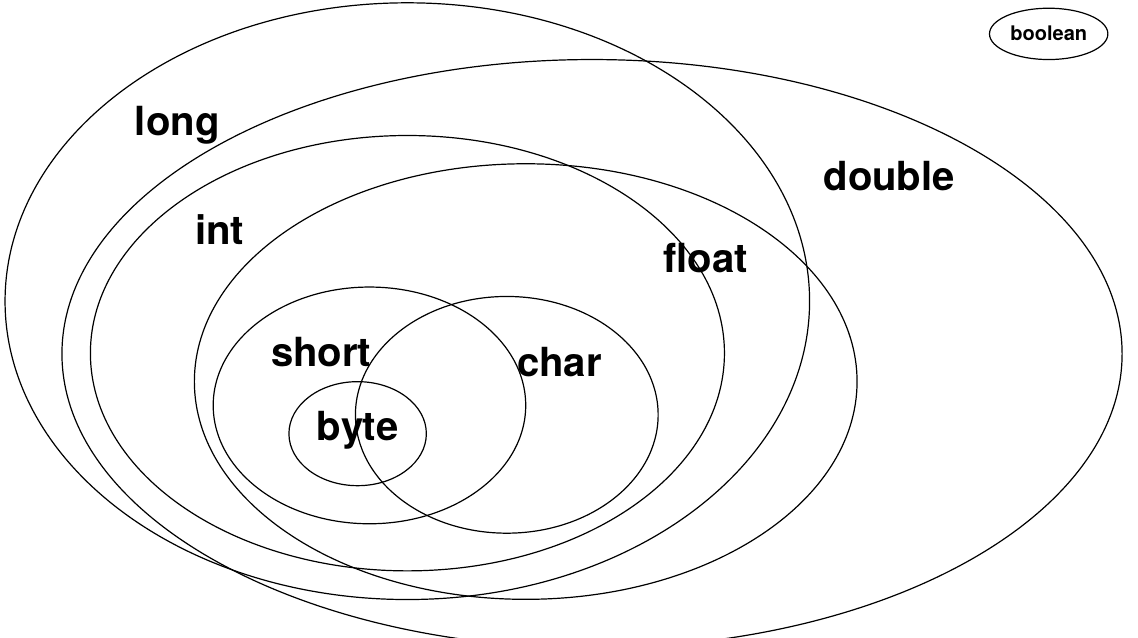 boolean
long
double
int
float
short
char
byte